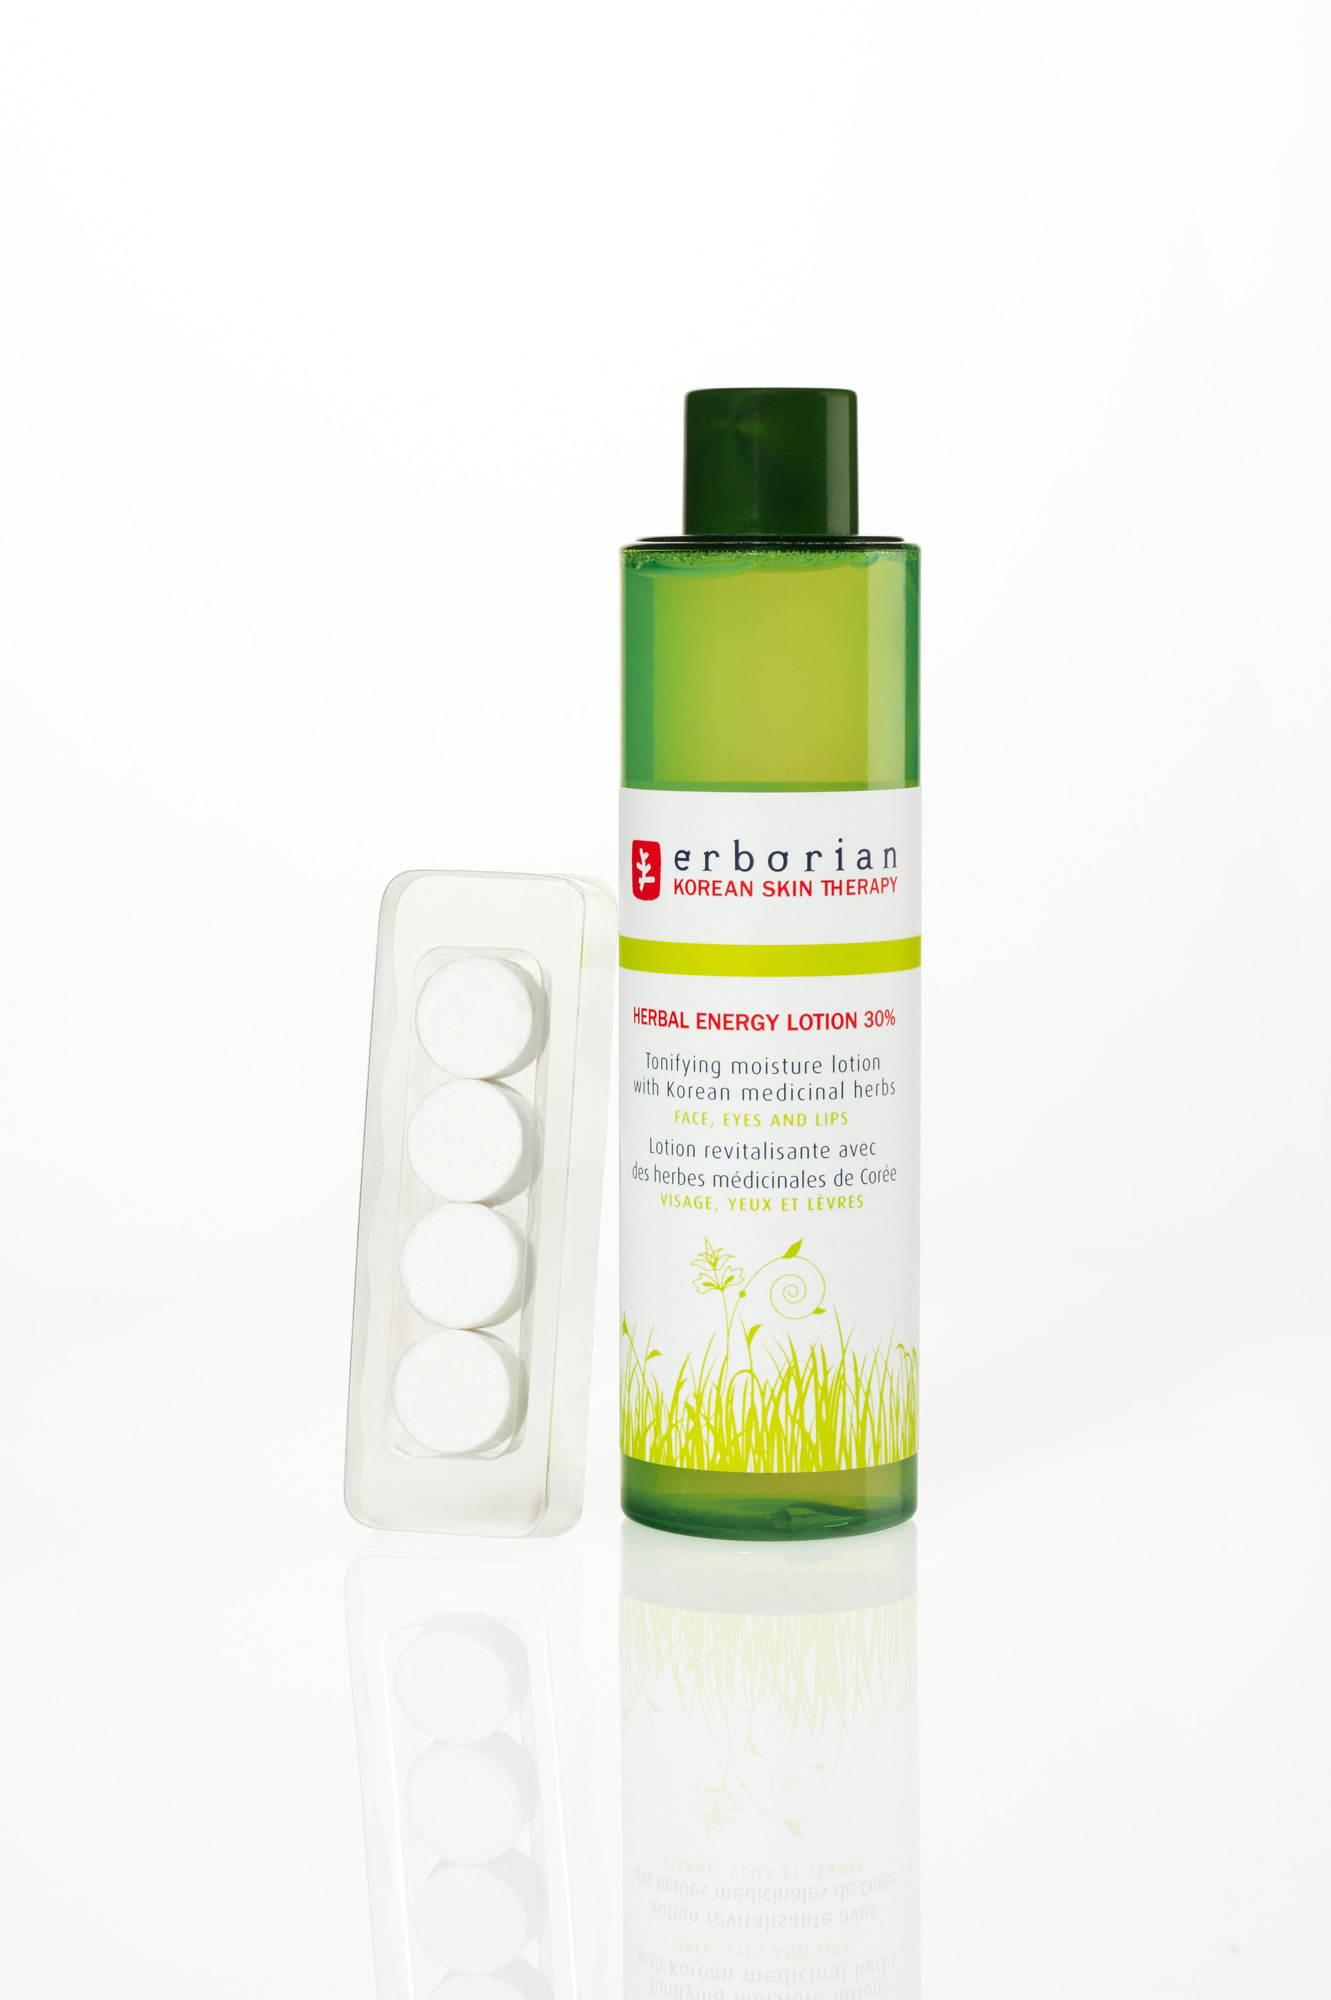 erborian
KOREAN SKIN THERAPY
HERBAL ENERGY LOTION 30%
Tonifying moisture lotion
with Korean medicinal herbs
FACE, EYES AND LIPS
Lotion revitalisante avec
des herbes médicinales de Corée
VISAGE, YEUX ET LÈVRES